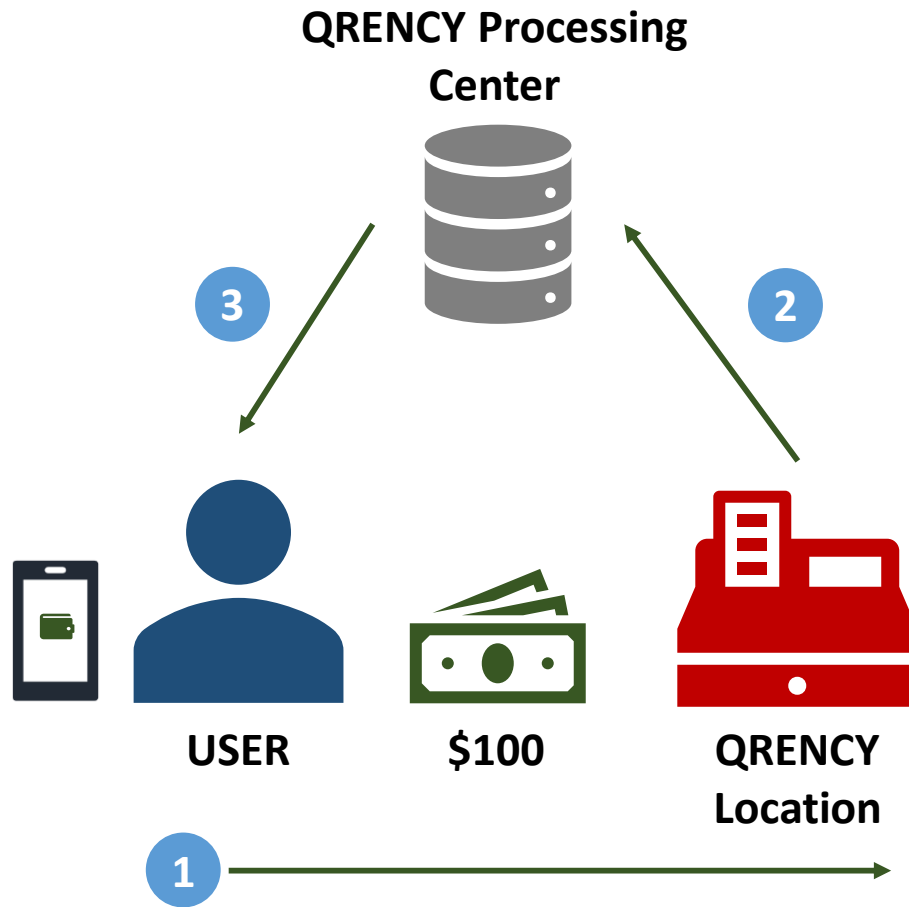 QRENCY Processing
Center
3
2
USER
$100
QRENCY
Location
1